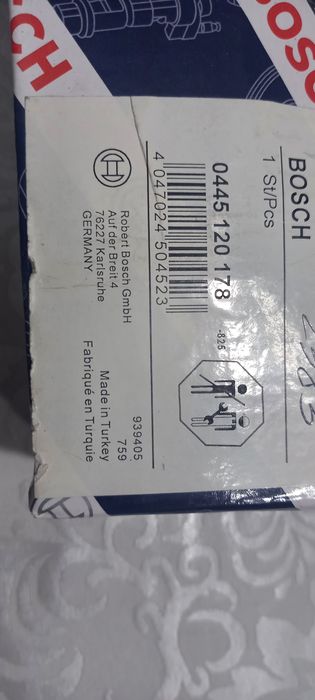 BOSCH
BOSCH
1 St/Pcs
0445 120 178
-825
4 047024 504523
Robert Bosch GmbH
Auf der Breit 4
76227 Karlsruhe
GERMANY
939405
759
Made in Turkey
Fabriqué en Turquie